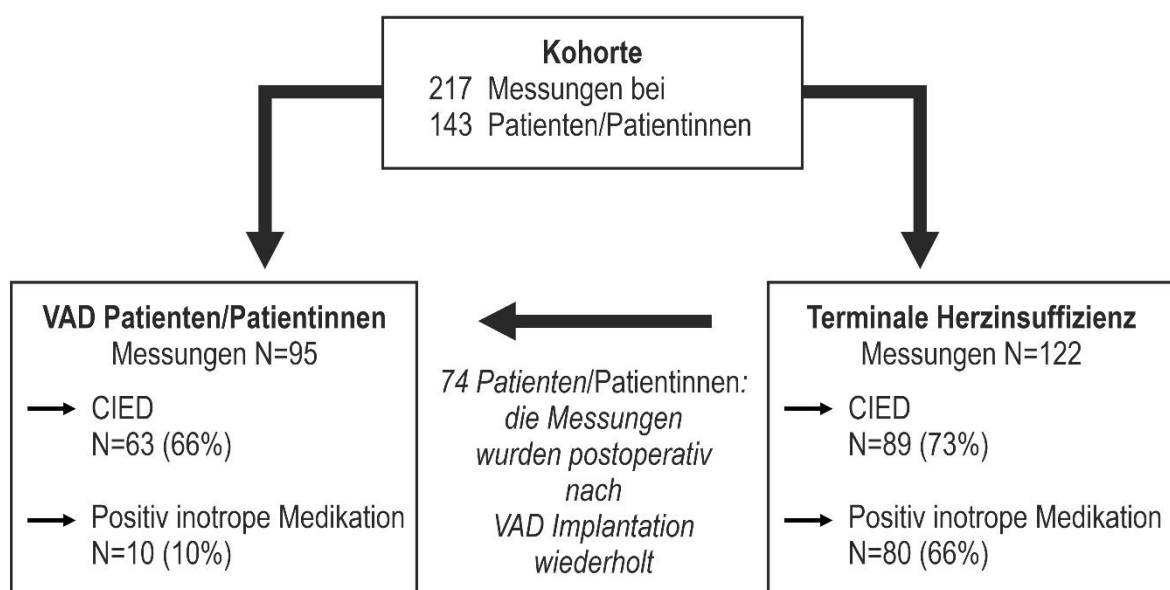 Kohorte
217 Messungen bei
143 Patienten/Patientinnen
VAD Patienten/Patientinnen
Messungen N=95
CIED
N=63 (66%)
Positiv inotrope Medikation
N=10 (10%)
74 Patienten/Patientinnen:
die Messungen
wurden postoperativ
nach
VAD Implantation
wiederholt
Terminale Herzinsuffizienz
Messungen N=122
CIED
N=89 (73%)
Positiv inotrope Medikation
N=80 (66%)